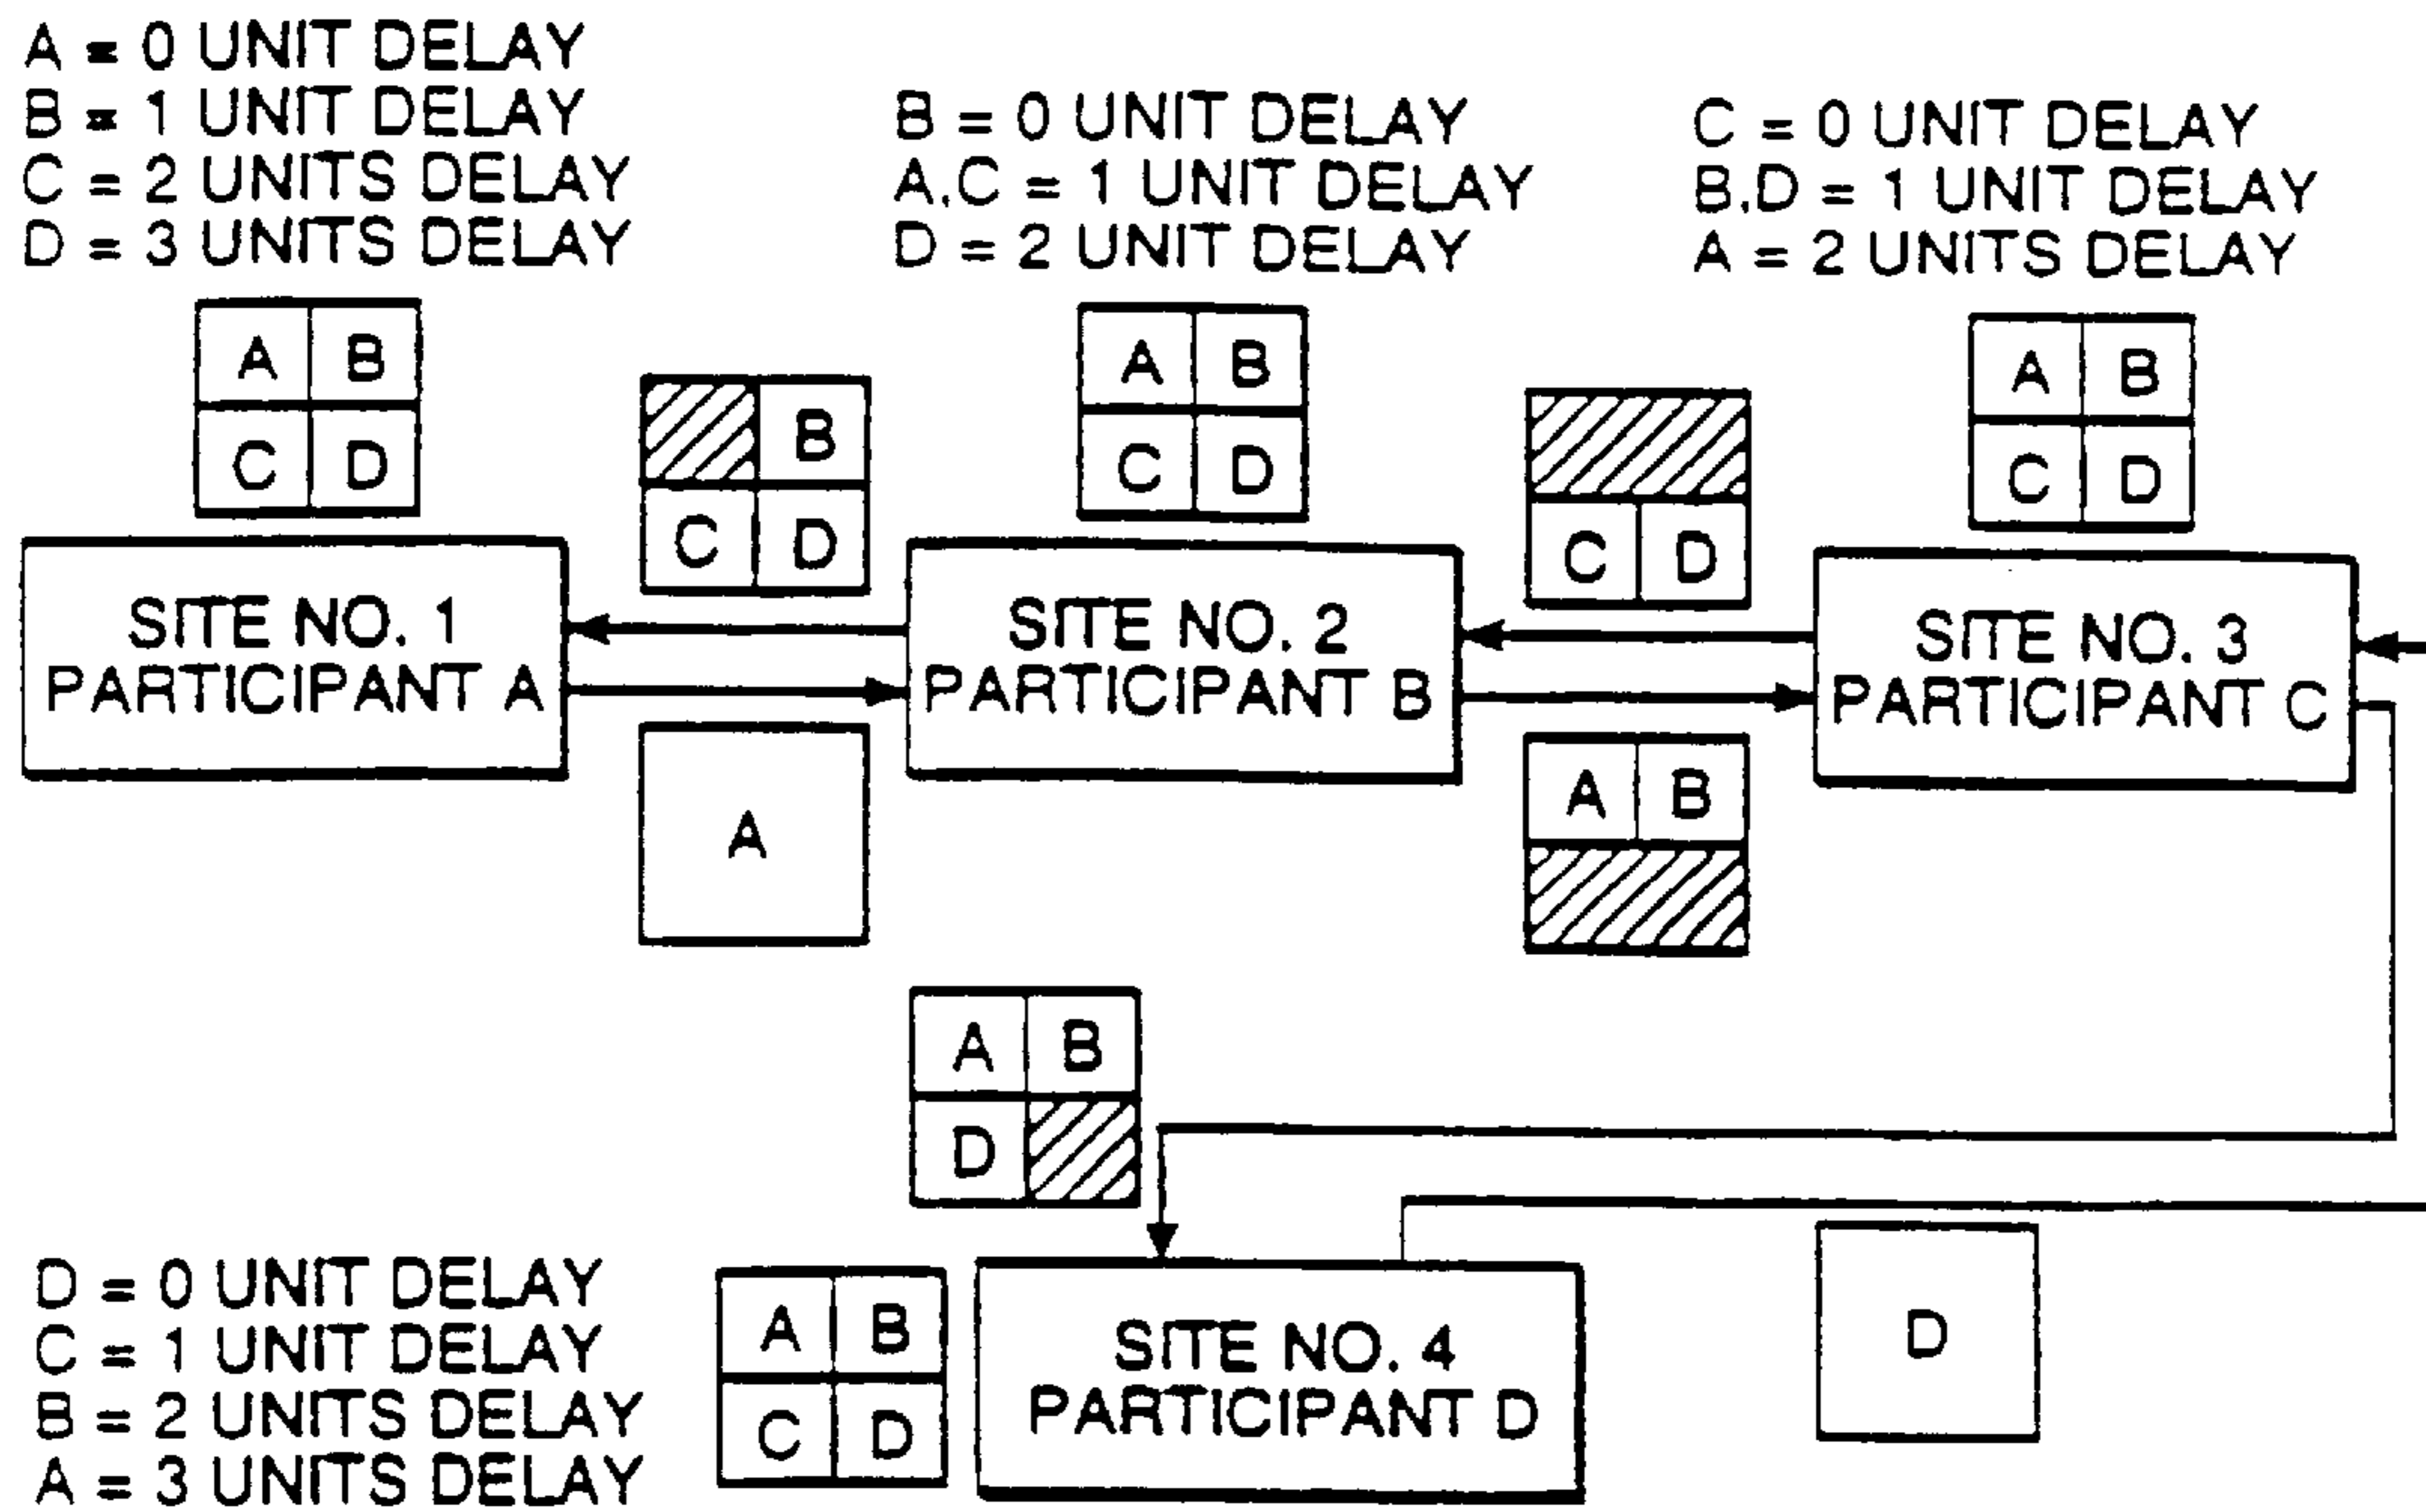 A = 0 UNIT DELAY
B = 1 UNIT DELAY
C = 2 UNITS DELAY
D = 3 UNITS DELAY
B = 0 UNIT DELAY
A,C = 1 UNIT DELAY
D = 2 UNIT DELAY
C = 0 UNIT DELAY
B,D = 1 UNIT DELAY
A = 2 UNITS DELAY
A B
C D
B
C D
A B
C D
C D
A B
C D
SITE NO. 1
PARTICIPANT A
SITE NO. 2
PARTICIPANT B
SITE NO. 3
PARTICIPANT C
A
A B
A B
D
D = 0 UNIT DELAY
C = 1 UNIT DELAY
B = 2 UNITS DELAY
A = 3 UNITS DELAY
A B
C D
SITE NO. 4
PARTICIPANT D
D